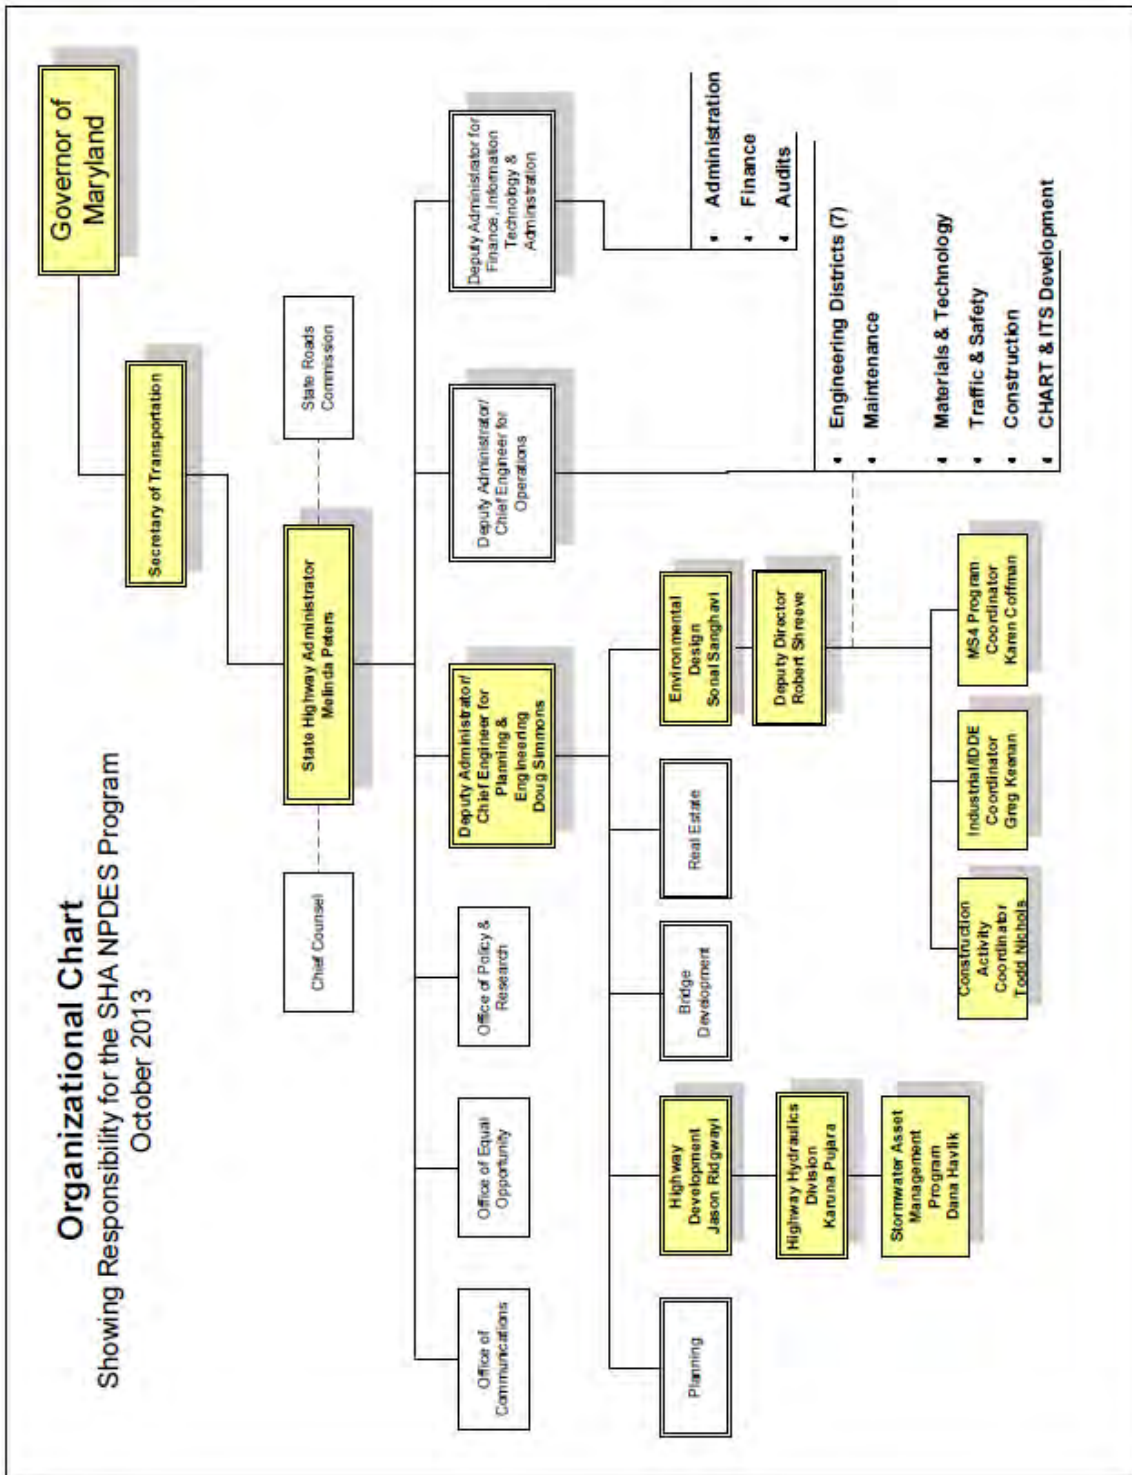 Organizational Chart
Showing Responsibility for the SHA NPDES Program
October 2013
Governor of
Maryland
Secretary of Transportation
Chief Counsel
State Highway Administrator
Melinda Peters
State Roads
Commission
Office of
Communications
Office of Equal
Opportunity
Office of Policy &
Research
Deputy Administrator/
Chief Engineer for
Planning &
Engineering
Doug Simmons
Deputy Administrator/
Chief Engineer for
Operations
Deputy Administrator for
Finance, Information
Technology &
Administration
Planning
Highway
Development
Jason Ridgwayi
Bridge
Development
Real Estate
Environmental
Design
Sonal Sanghavi
Administration
Finance
Audits
Highway Hydraulics
Division
Karuna Pujara
Deputy Director
Robert Shreeve
Engineering Districts (7)
Maintenance
Materials & Technology
Traffic & Safety
Construction
CHART & ITS Development
Stormwater Asset
Management
Program
Dana Havlik
Construction
Activity
Coordinator
Todd Nichols
Industrial/IDDE
Coordinator
Greg Keenan
MS4 Program
Coordinator
Karen Coffman